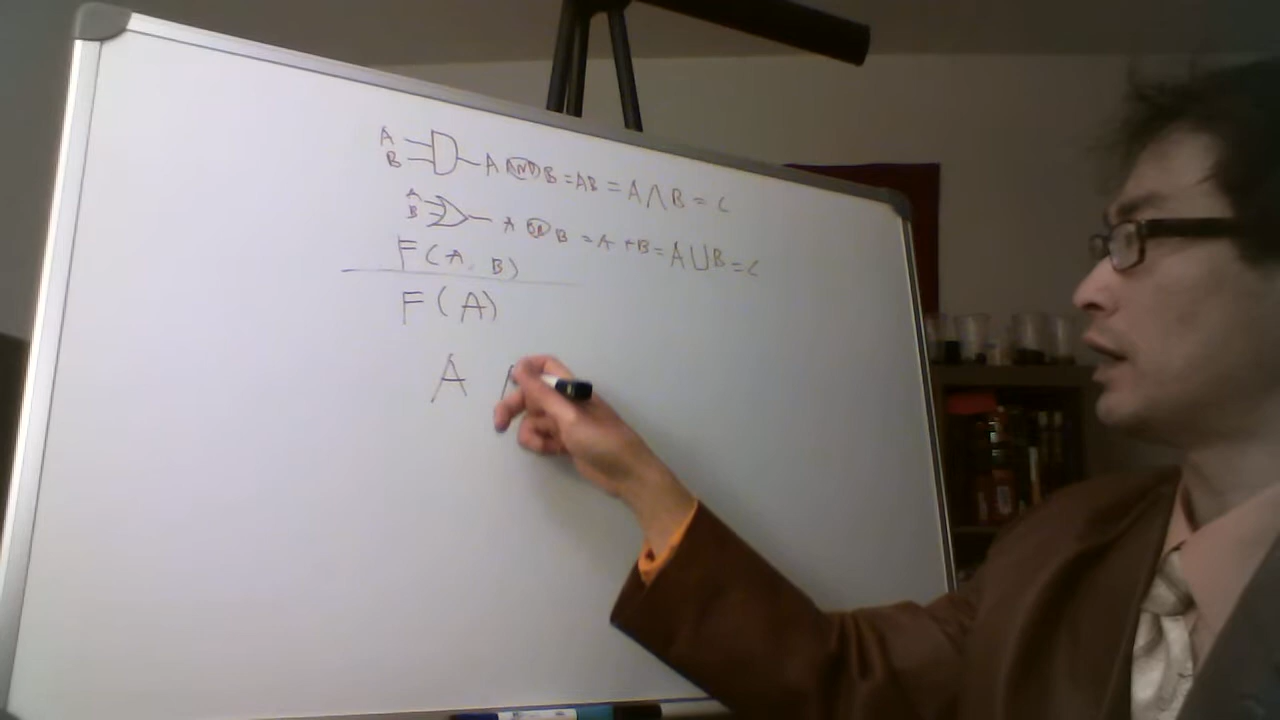 A
B
A AND B = AB = A ∧ B = C
A
B
A OR B = A + B = A ∪ B = C
F(A, B)
F(A)
A